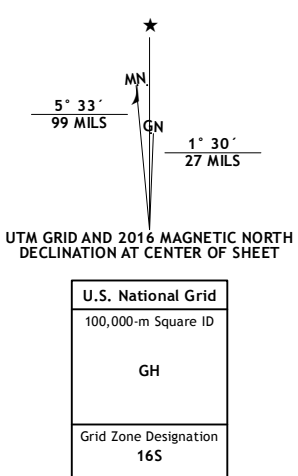 ★
MN
5° 33´
99 MILS
GN
1° 30´
27 MILS
UTM GRID AND 2016 MAGNETIC NORTH
DECLINATION AT CENTER OF SHEET
U.S. National Grid
100,000-m Square ID
GH
Grid Zone Designation
16S